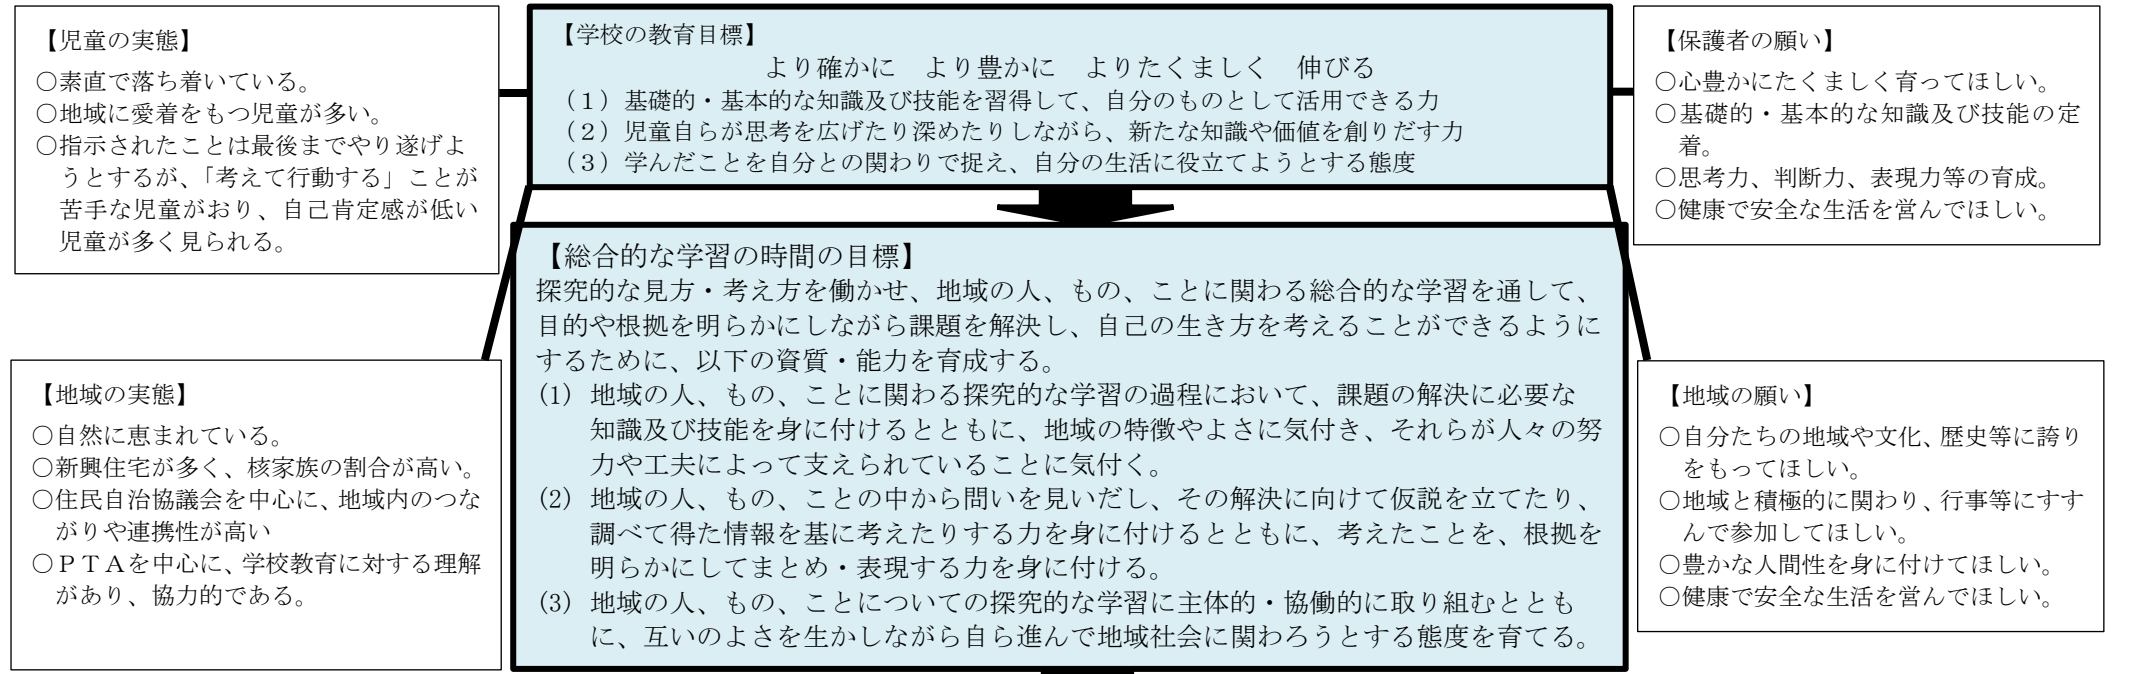 【児童の実態】
○素直で落ち着いている。
○地域に愛着をもつ児童が多い。
○指示されたことは最後までやり遂げよ
うとするが、「考えて行動する」ことが
苦手な児童がおり、自己肯定感が低い
児童が多く見られる。
【学校の教育目標】
より確かに　より豊かに　よりたくましく　伸びる
（１）基礎的・基本的な知識及び技能を習得して、自分のものとして活用できる力
（２）児童自らが思考を広げたり深めたりしながら、新たな知識や価値を創りだす力
（３）学んだことを自分との関わりで捉え、自分の生活に役立てようとする態度
【保護者の願い】
○心豊かにたくましく育ってほしい。
○基礎的・基本的な知識及び技能の定
着。
○思考力、判断力、表現力等の育成。
○健康で安全な生活を営んでほしい。
【総合的な学習の時間の目標】
探究的な見方・考え方を働かせ、地域の人、もの、ことに関わる総合的な学習を通して、
目的や根拠を明らかにしながら課題を解決し、自己の生き方を考えることができるように
するために、以下の資質・能力を育成する。
(1) 地域の人、もの、ことに関わる探究的な学習の過程において、課題の解決に必要な
知識及び技能を身に付けるとともに、地域の特徴やよさに気付き、それらが人々の努
力や工夫によって支えられていることに気付く。
(2) 地域の人、もの、ことの中から問いを見いだし、その解決に向けて仮説を立てたり、
調べて得た情報を基に考えたりする力を身に付けるとともに、考えたことを、根拠を
明らかにしてまとめ・表現する力を身に付ける。
(3) 地域の人、もの、ことについての探究的な学習に主体的・協働的に取り組むととも
に、互いのよさを生かしながら自ら進んで地域社会に関わろうとする態度を育てる。
【地域の実態】
○自然に恵まれている。
○新興住宅が多く、核家族の割合が高い。
○住民自治協議会を中心に、地域内のつな
がりや連携性が高い
○ＰＴＡを中心に、学校教育に対する理解
があり、協力的である。
【地域の願い】
○自分たちの地域や文化、歴史等に誇り
をもってほしい。
○地域と積極的に関わり、行事等にすす
んで参加してほしい。
○豊かな人間性を身に付けてほしい。
○健康で安全な生活を営んでほしい。